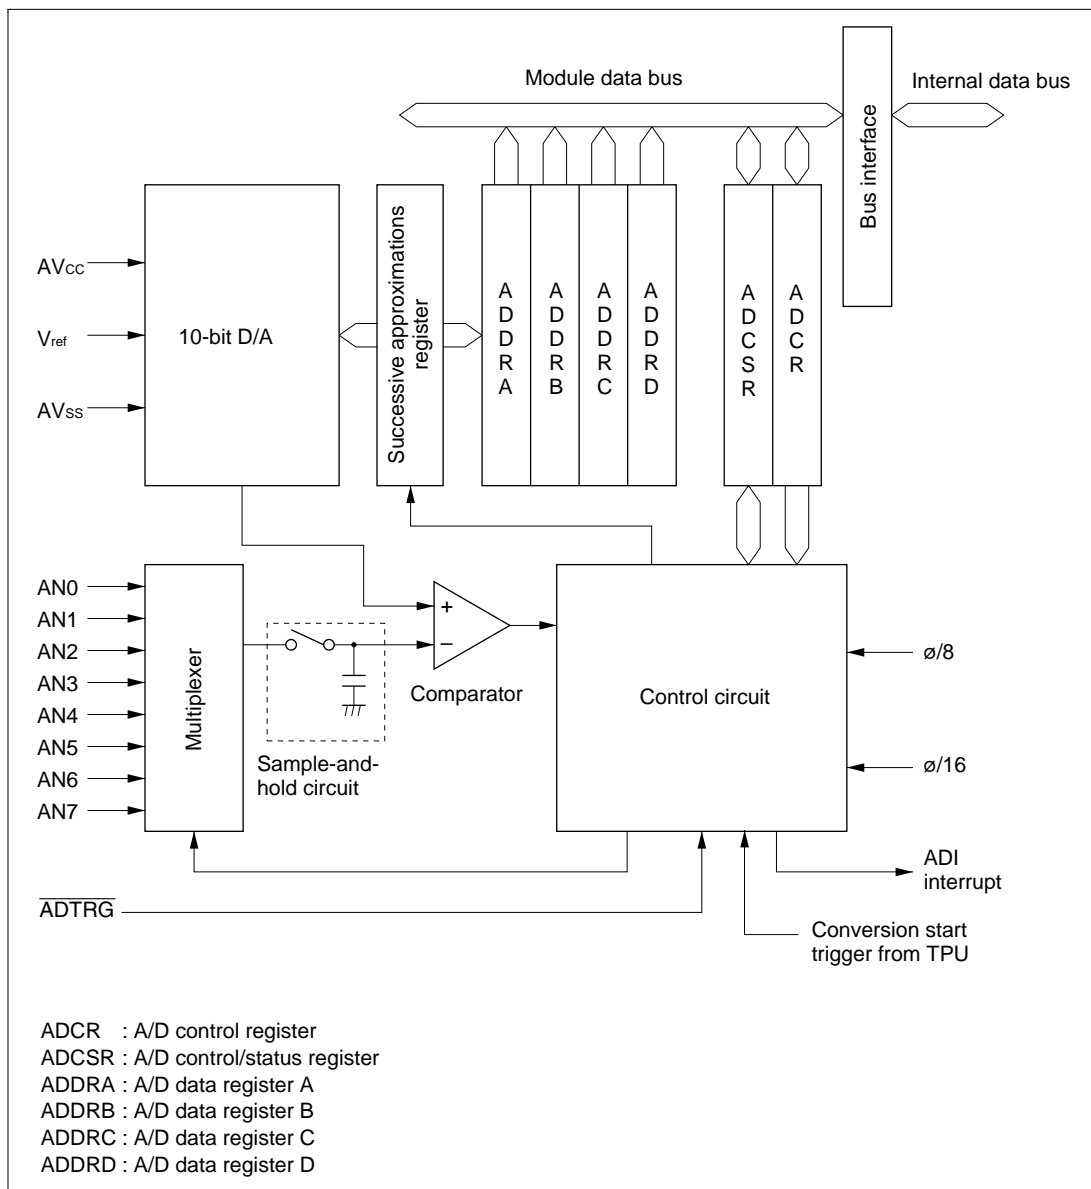 Module data bus
Internal data bus
Bus interface
AVCC
Vref
AVSS
10-bit D/A
Successive approximations
register
ADDRA
ADDRB
ADDRC
ADDRD
ADCSR
ADCR
AN0
AN1
AN2
AN3
AN4
AN5
AN6
AN7
Multiplexer
Sample-and-
hold circuit
+
−
Comparator
Control circuit
ø/8
ø/16
ADI
interrupt
ADTRG
Conversion start
trigger from TPU
ADCR : A/D control register
ADCSR : A/D control/status register
ADDRA : A/D data register A
ADDRB : A/D data register B
ADDRC : A/D data register C
ADDRD : A/D data register D